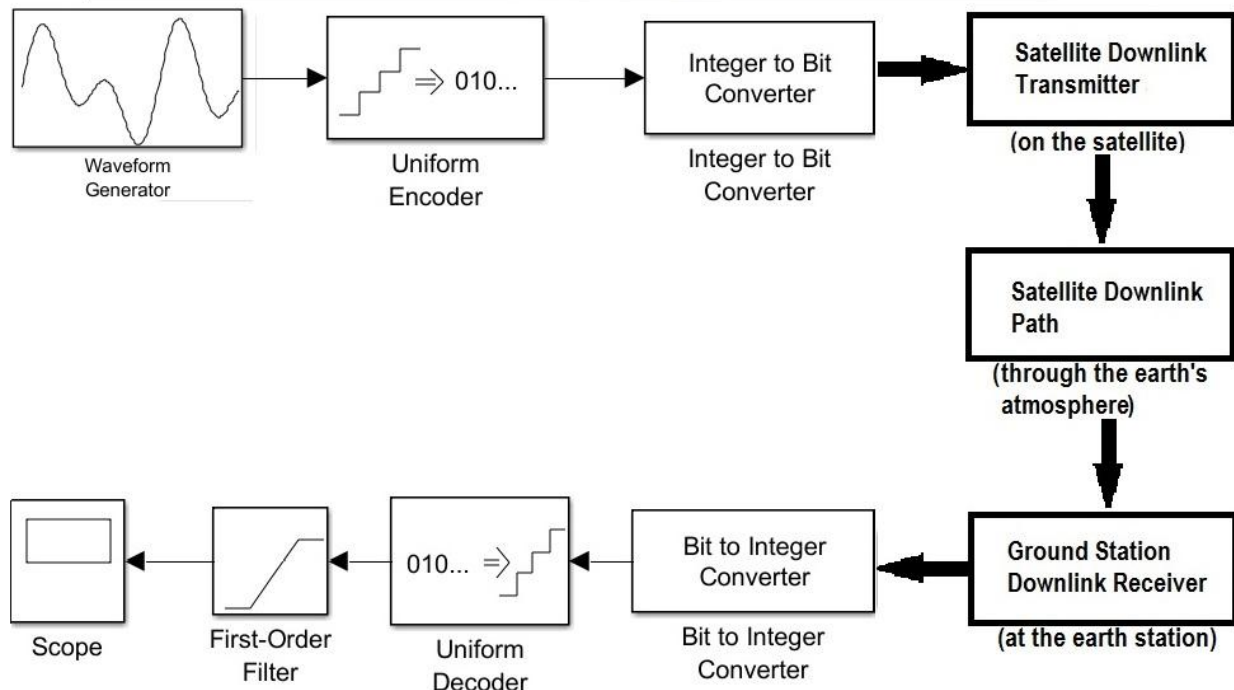 Waveform
Generator
010...
Uniform
Encoder
Integer to Bit
Converter
Integer to Bit
Converter
Satellite Downlink
Transmitter
(on the satellite)
Satellite Downlink
Path
(through the earth's
atmosphere)
Ground Station
Downlink Receiver
(at the earth station)
Bit to Integer
Converter
Bit to Integer
Converter
010...
Uniform
Decoder
First-Order
Filter
Scope